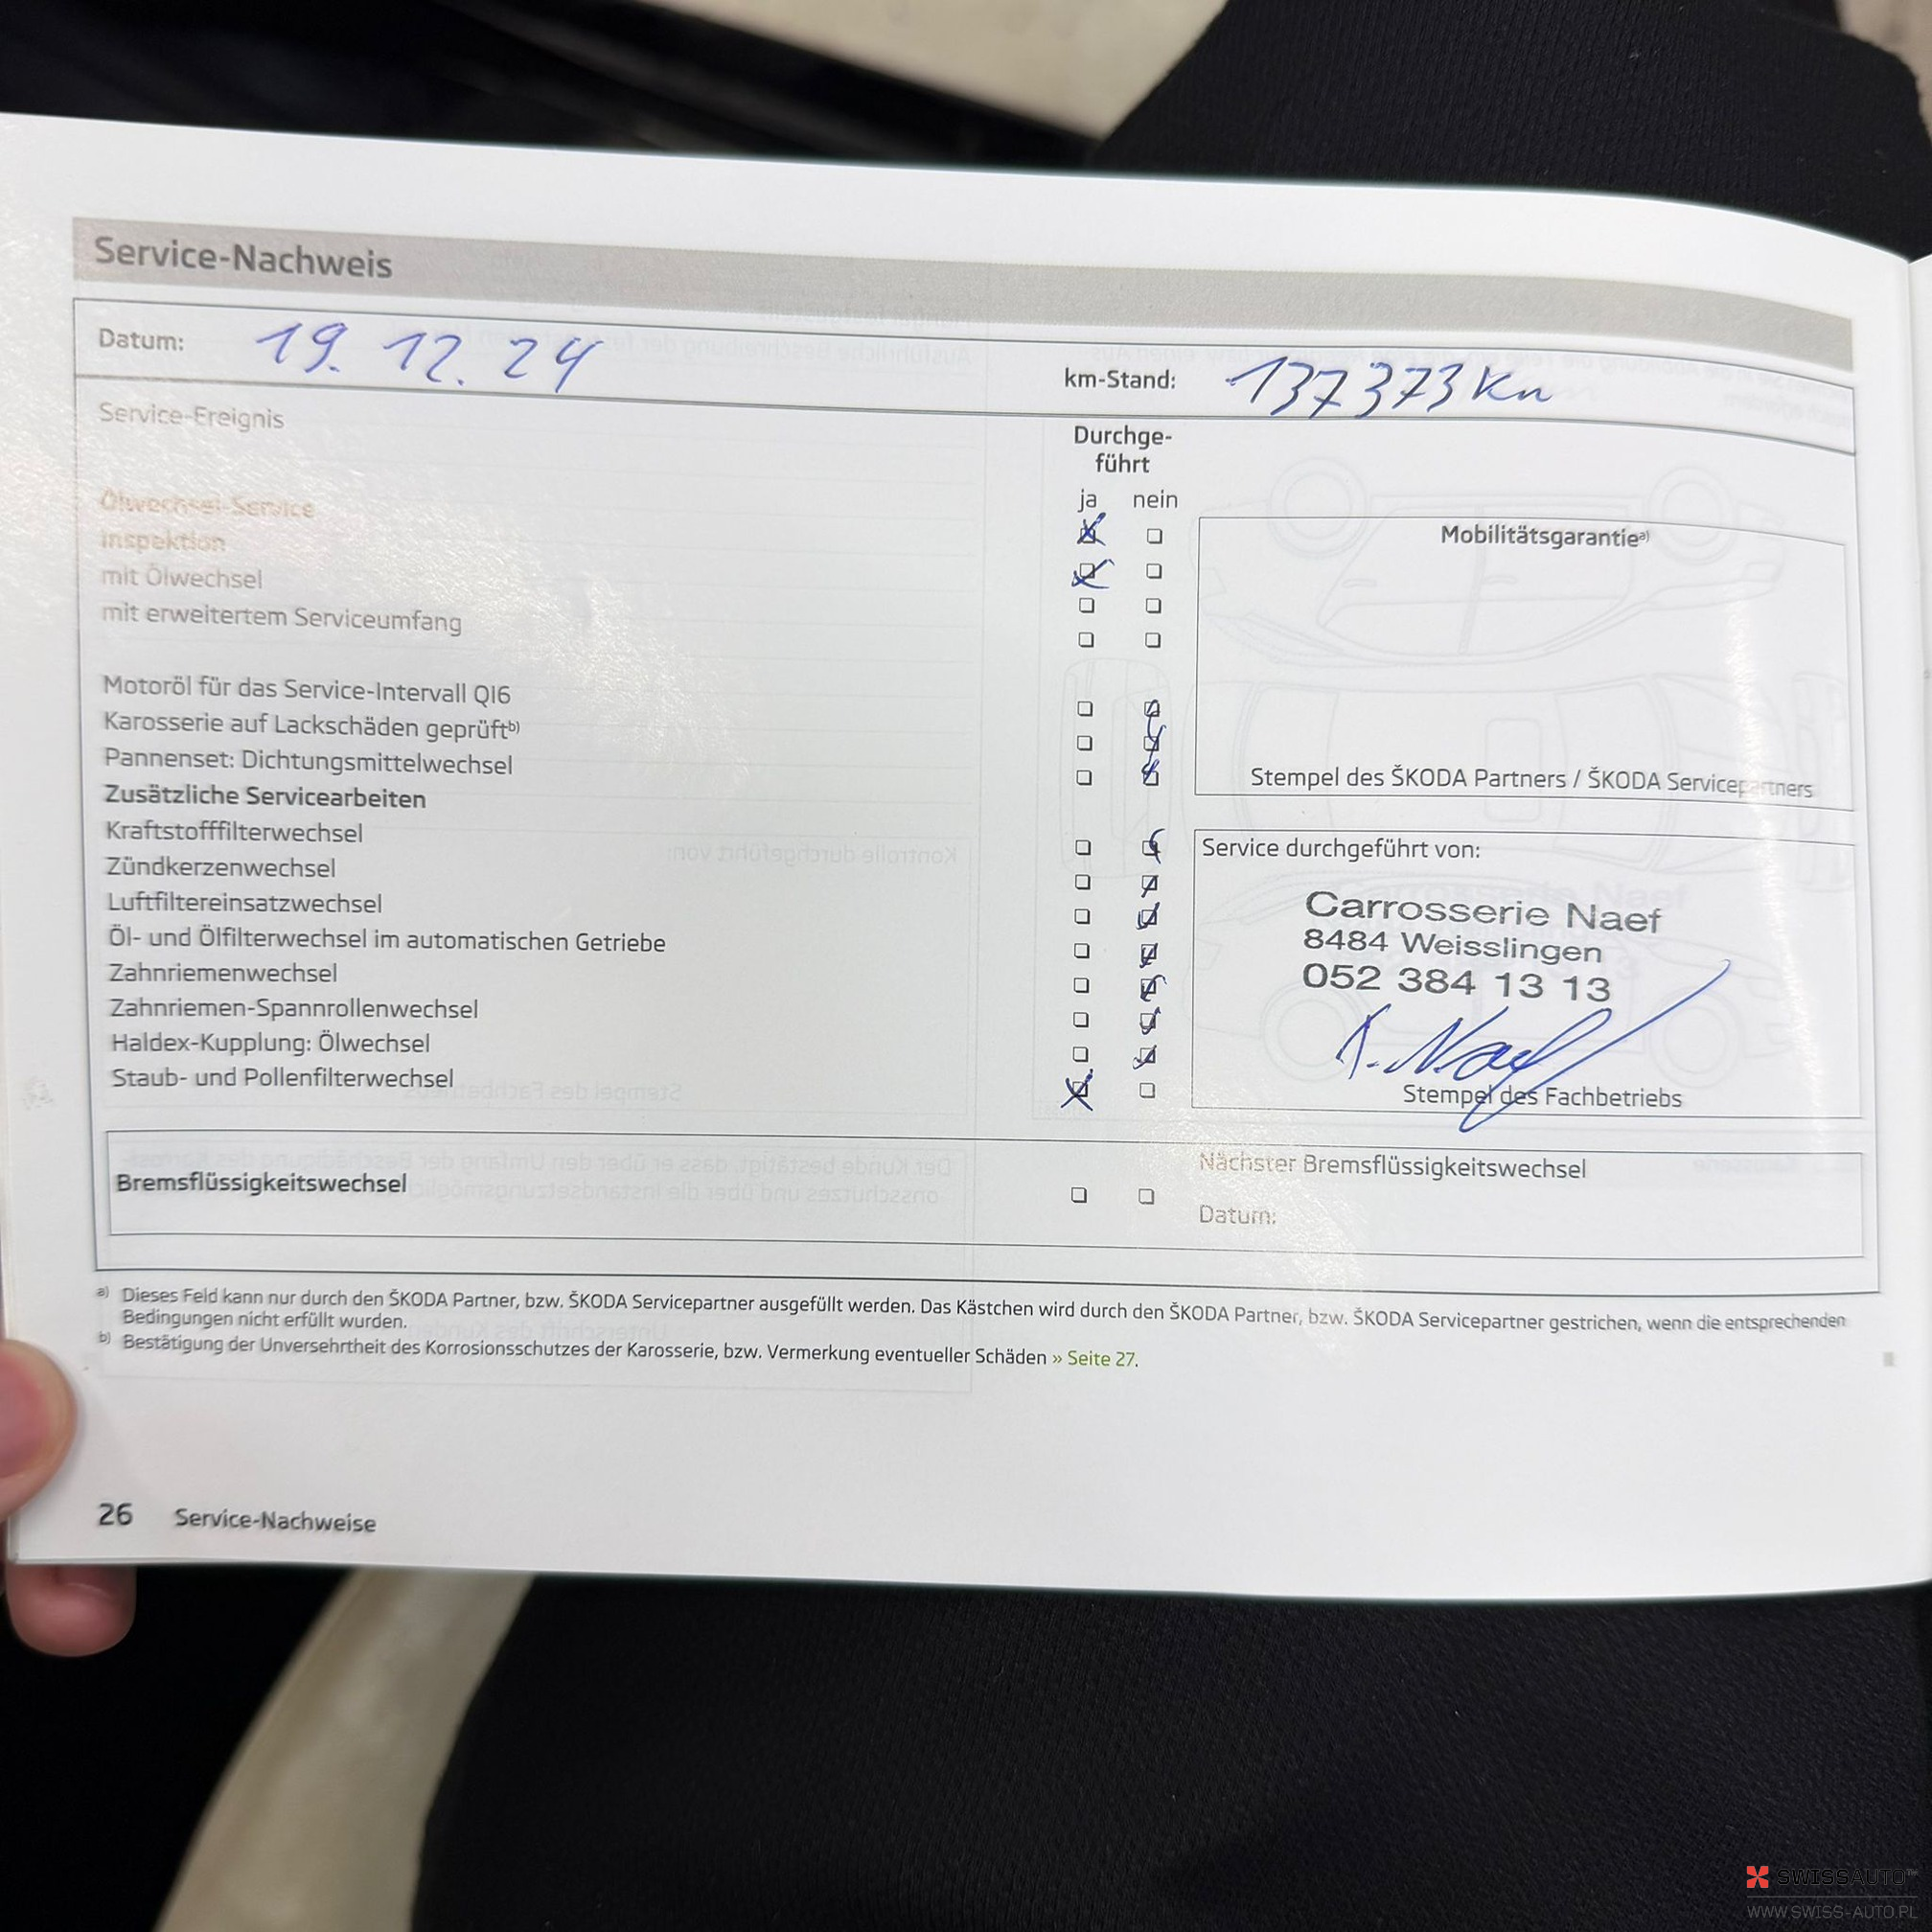 Service-Nachweis
Datum: 19. 12. 24
km-Stand: 137373 Km
Service-Ereignis
Durchge-
führt
ja nein
Ölwechsel-Service
Inspektion
mit Ölwechsel
mit erweitertem Serviceumfang
Mobilitätsgarantie a)
Motoröl für das Service-Intervall QI6
Karosserie auf Lackschäden geprüft b)
Pannenset: Dichtungsmittelwechsel
Stempel des ŠKODA Partners / ŠKODA Servicepartners
Zusätzliche Servicearbeiten
Kraftstofffilterwechsel
Zündkerzenwechsel
Luftfiltereinsatzwechsel
Öl- und Ölfilterwechsel im automatischen Getriebe
Zahnriemenwechsel
Zahnriemen-Spannrollenwechsel
Haldex-Kupplung: Ölwechsel
Staub- und Pollenfilterwechsel
Service durchgeführt von:
Carrosserie Naef
8484 Weisslingen
052 384 13 13
Naef
Stempel des Fachbetriebs
Bremsflüssigkeitswechsel
Nächster Bremsflüssigkeitswechsel
Datum:
a) Dieses Feld kann nur durch den ŠKODA Partner, bzw. ŠKODA Servicepartner ausgefüllt werden. Das Kästchen wird durch den ŠKODA Partner, bzw. ŠKODA Servicepartner gestrichen, wenn die entsprechenden
Bedingungen nicht erfüllt wurden.
b) Bestätigung der Unversehrtheit des Korrosionsschutzes der Karosserie, bzw. Vermerkung eventueller Schäden » Seite 27.
26 Service-Nachweise
SWISSAUTO
WWW.SWISS-AUTO.PL